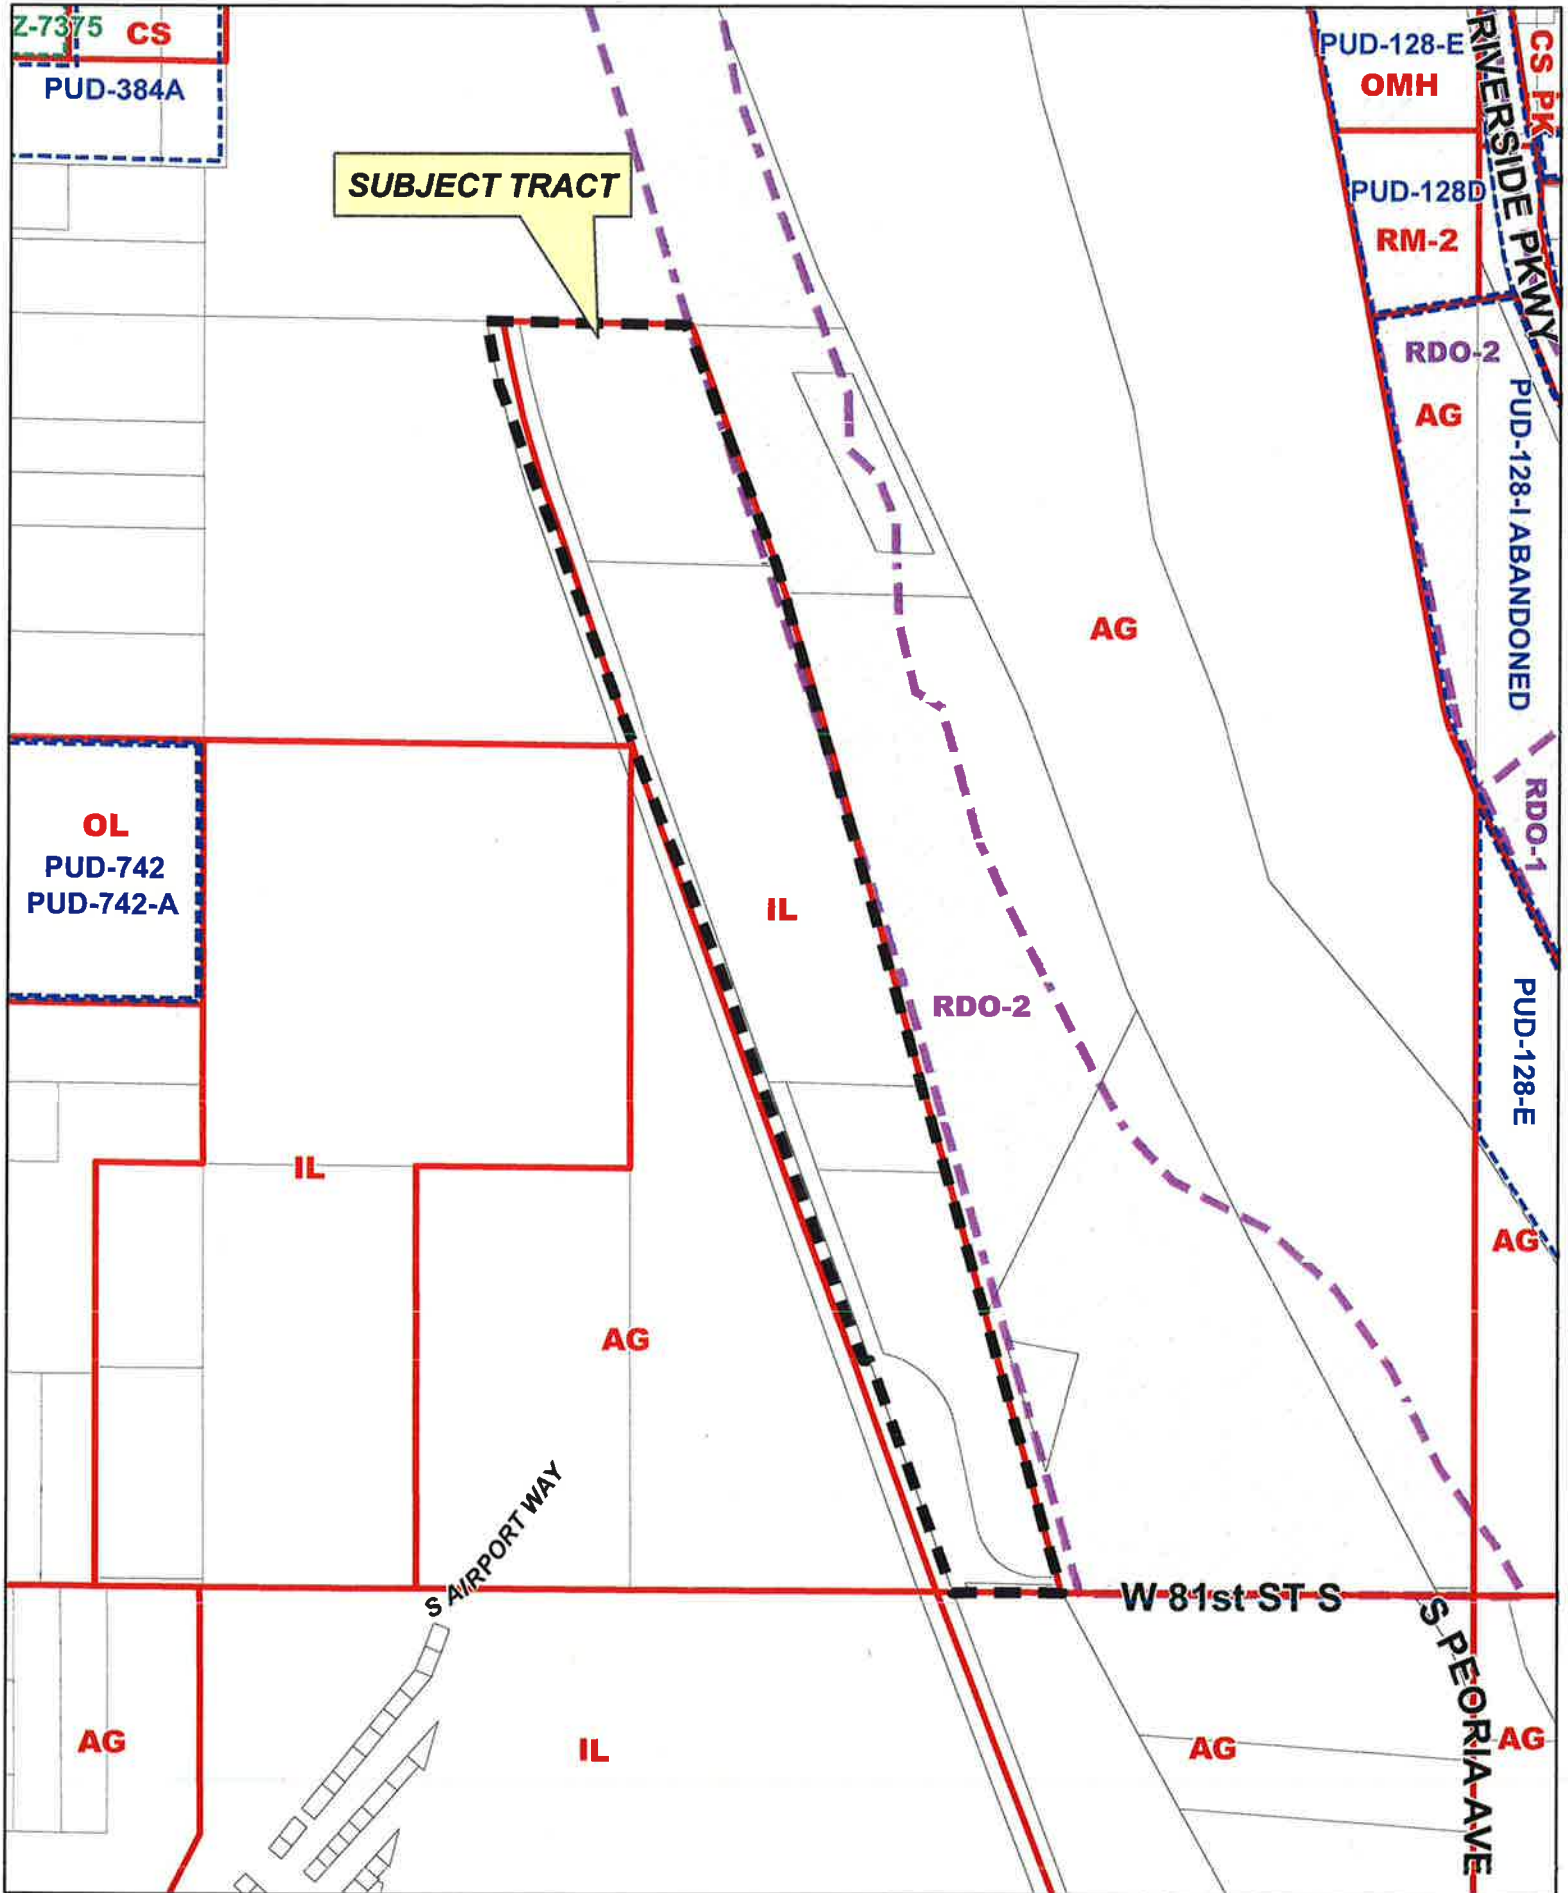 Z-7375
CS
PUD-384A
SUBJECT TRACT
PUD-128-E
OMH
RIVERSIDE PKWY
CS PK
PUD-128D
RM-2
RDO-2
AG
PUD-128-I ABANDONED
AG
RDO-1
OL
PUD-742
PUD-742-A
IL
RDO-2
PUD-128-E
IL
AG
AG
S AIRPORT WAY
W 81st ST S
S PEORIA AVE
AG
IL
AG
AG